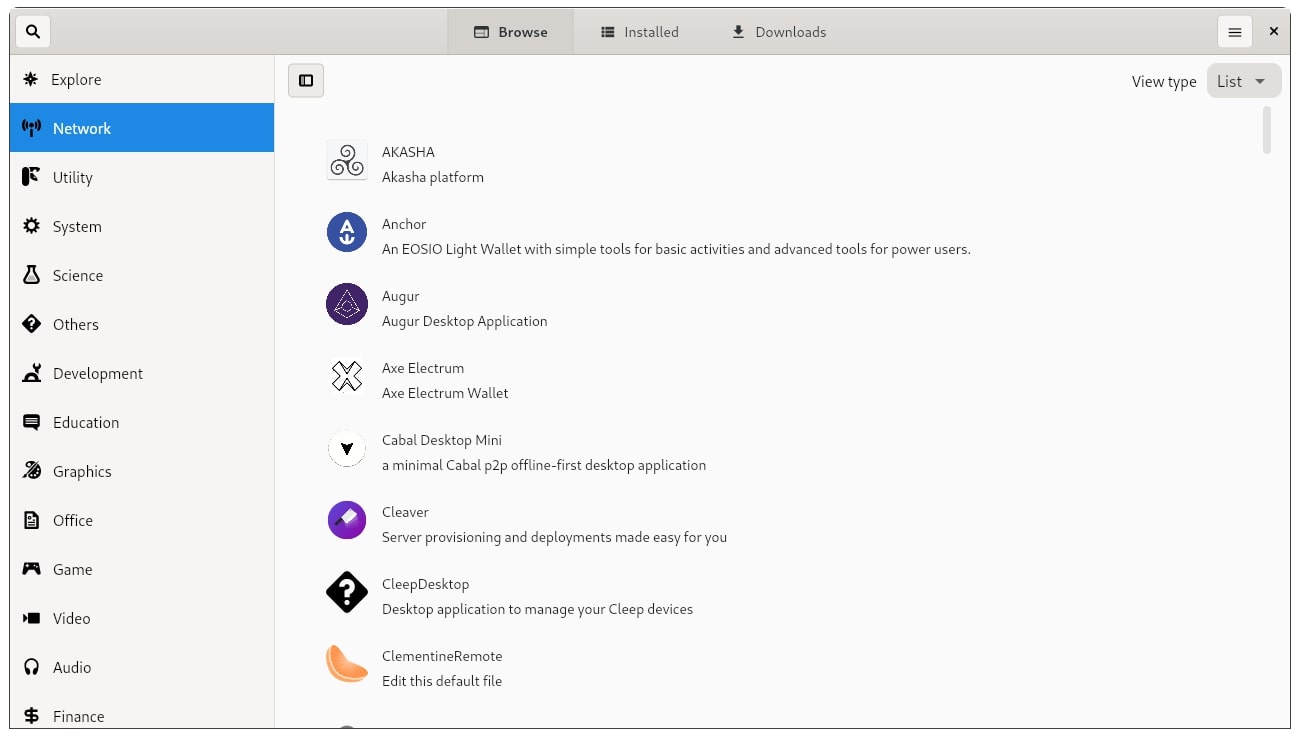 Browse
Installed
Downloads
Explore
Network
Utility
System
Science
Others
Development
Education
Graphics
Office
Game
Video
Audio
Finance
View type
List
AKASHA
Akasha platform
Anchor
An EOSIO Light Wallet with simple tools for basic activities and advanced tools for power users.
Augur
Augur Desktop Application
Axe Electrum
Axe Electrum Wallet
Cabal Desktop Mini
a minimal Cabal p2p offline-first desktop application
Cleaver
Server provisioning and deployments made easy for you
CleepDesktop
Desktop application to manage your Cleep devices
ClementineRemote
Edit this default file